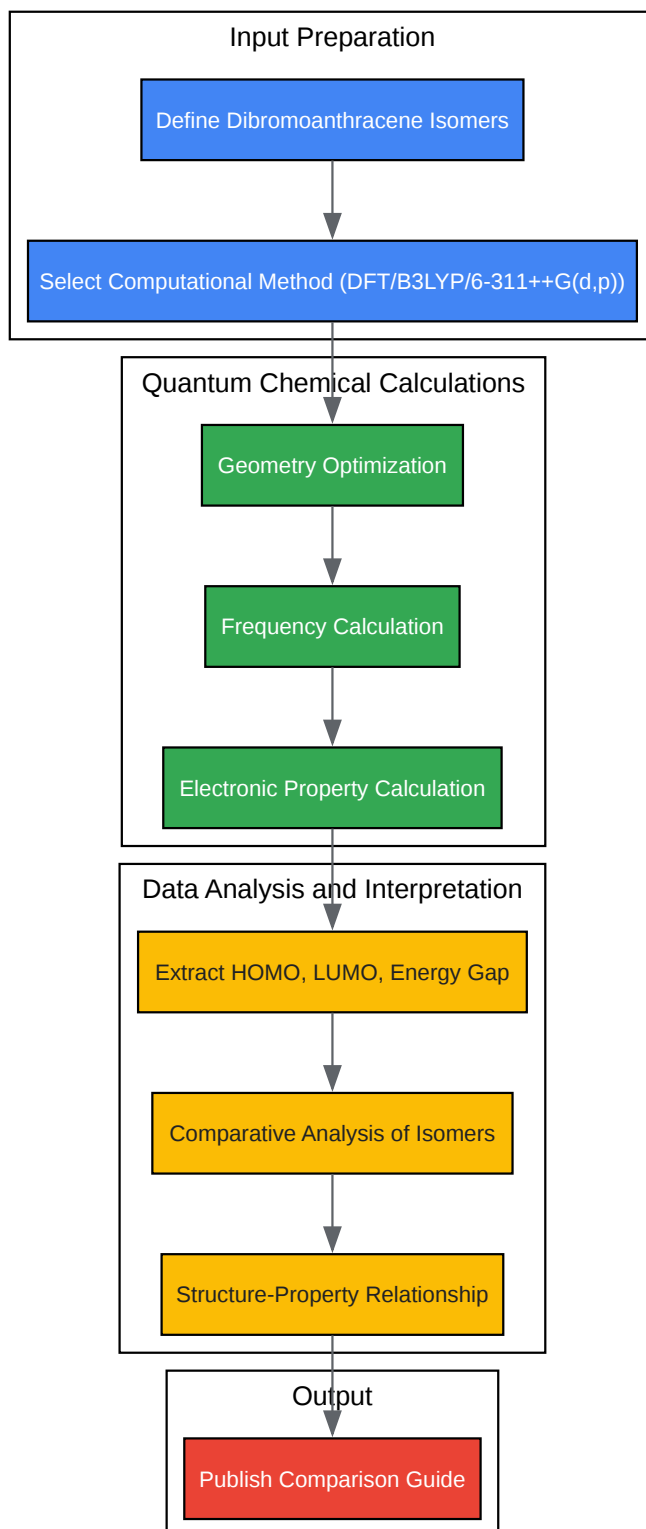 Input Preparation
Define Dibromoanthracene Isomers
Select Computational Method (DFT/B3LYP/6-311++G(d,p))
Quantum Chemical Calculations
Geometry Optimization
Frequency Calculation
Electronic Property Calculation
Data Analysis and Interpretation
Extract HOMO, LUMO, Energy Gap
Comparative Analysis of Isomers
Structure-Property Relationship
Output
Publish Comparison Guide